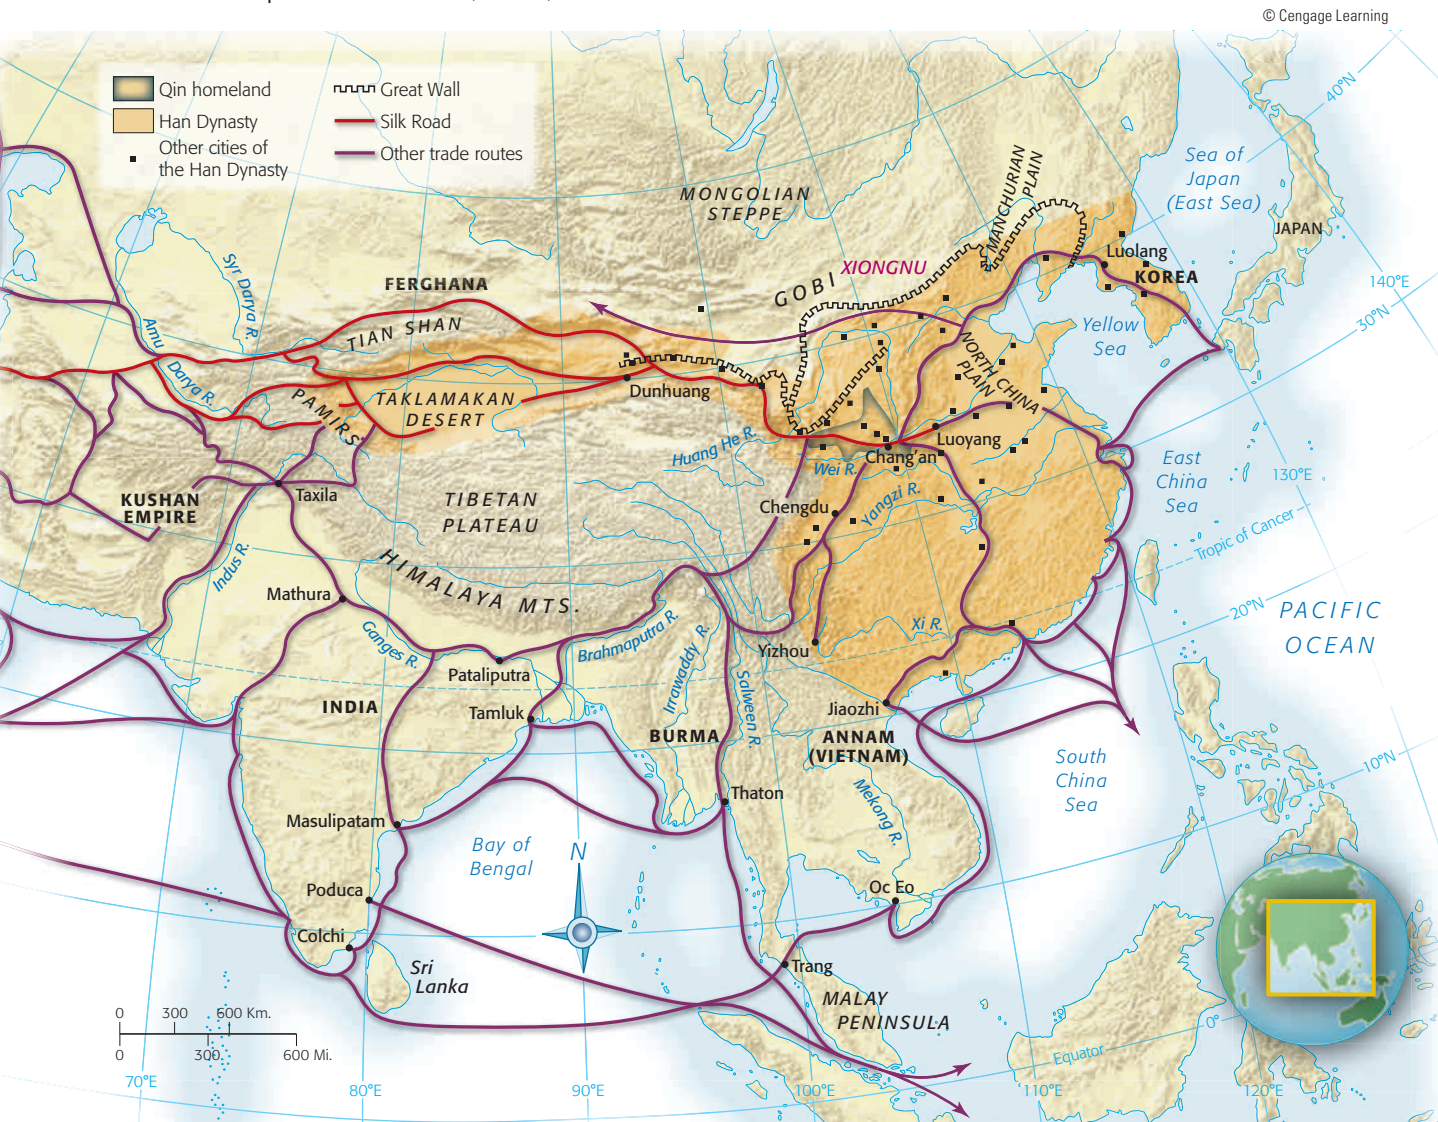 © Cengage Learning
Qin homeland
Han Dynasty
Other cities of
the Han Dynasty
Great Wall
Silk Road
Other trade routes
40°N
Sea of
Japan
(East Sea)
JAPAN
MANCHURIAN
PLAIN
MONGOLIAN
STEPPE
Luolang
KOREA
XIONGNU
GOBI
140°E
30°N
Yellow
Sea
FERGHANA
Syr Darya R.
TIAN SHAN
Amu
Darya R.
PAMIRS
TAKLAMAKAN
DESERT
Dunhuang
NORTH CHINA
PLAIN
Luoyang
Huang He R.
Wei R.
Chang'an
East
China
Sea
130°E
KUSHAN
EMPIRE
Taxila
TIBETAN
PLATEAU
Chengdu
Yangzi R.
Tropic of Cancer
Indus R.
HIMALAYA MTS.
Mathura
Ganges R.
Brahmaputra R.
Irrawaddy R.
Salween R.
Yizhou
Xi R.
20°N
PACIFIC
OCEAN
Pataliputra
INDIA
Tamluk
BURMA
Jiaozhi
ANNAM
(VIETNAM)
South
China
Sea
10°N
Thaton
Mekong R.
Masulipatam
Bay of
Bengal
N
Poduca
Oc Eo
Colchi
Sri
Lanka
Trang
MALAY
PENINSULA
0 300 600 Km.
0 300 600 Mi.
0°
Equator
70°E
80°E
90°E
100°E
110°E
120°E